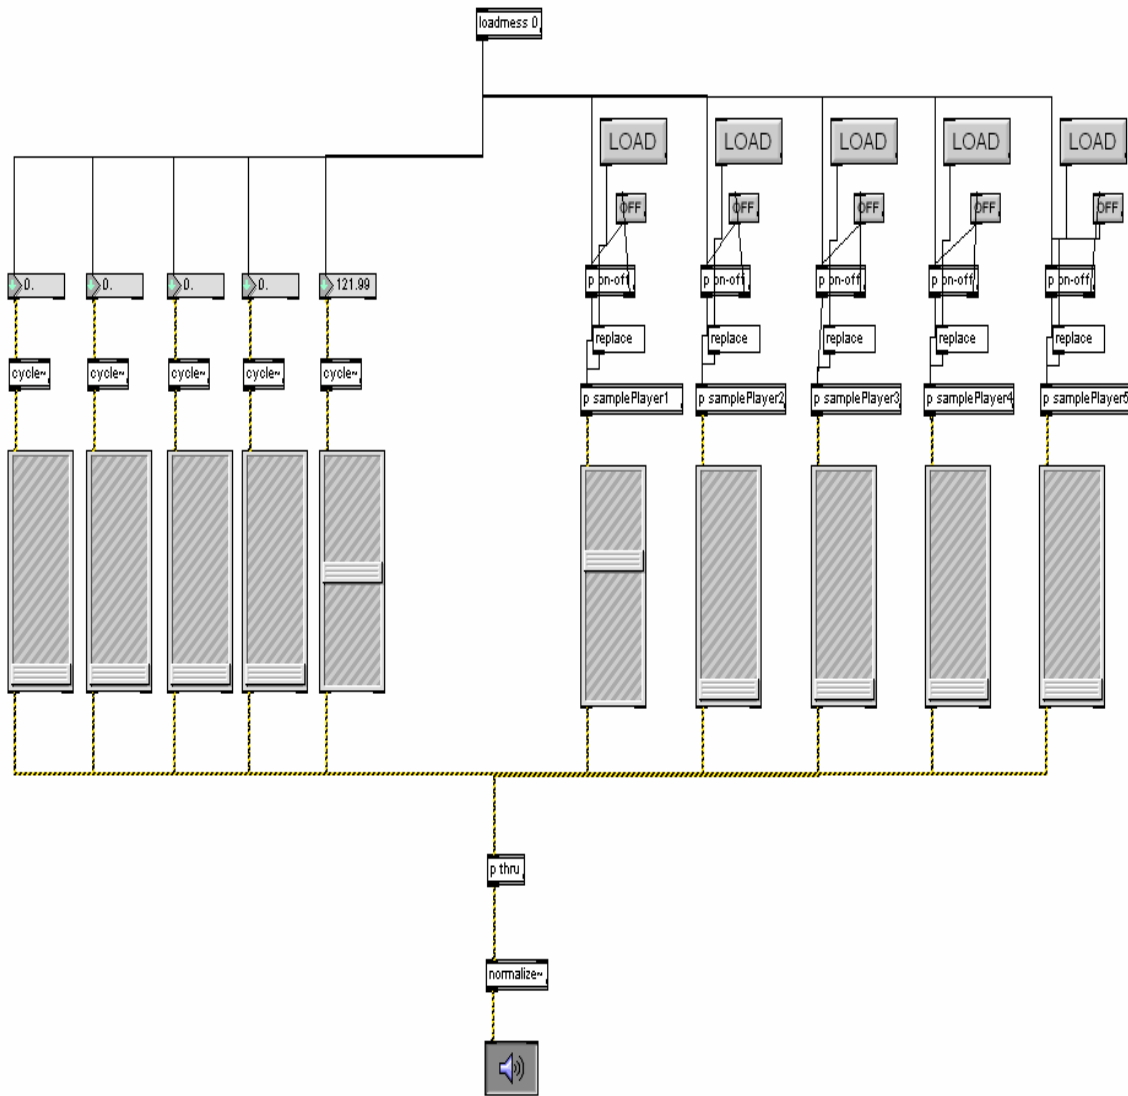 loadmess 0
LOAD LOAD LOAD LOAD LOAD
OFF OFF OFF OFF OFF
0. 0. 0. 0. 121.99
p on-off p on-off p on-off p on-off p on-off
replace replace replace replace replace
cycle~ cycle~ cycle~ cycle~ cycle~
p samplePlayer1 p samplePlayer2 p samplePlayer3 p samplePlayer4 p samplePlayer5
p thru
normalize~